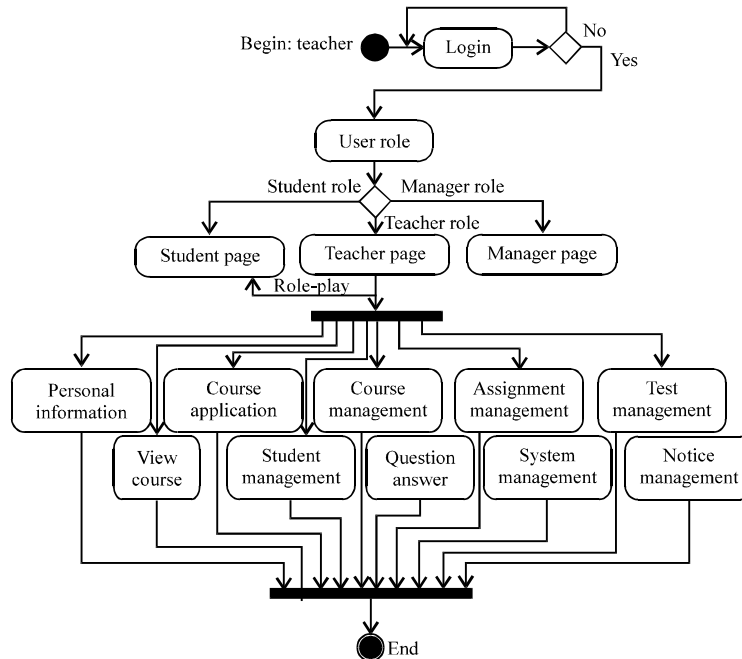 No
Begin: teacher
Login
Yes
User role
Student role
Manager role
Teacher role
Student page
Teacher page
Manager page
Role-play
Personal
information
Course
application
Course
management
Assignment
management
Test
management
View
course
Student
management
Question
answer
System
management
Notice
management
End